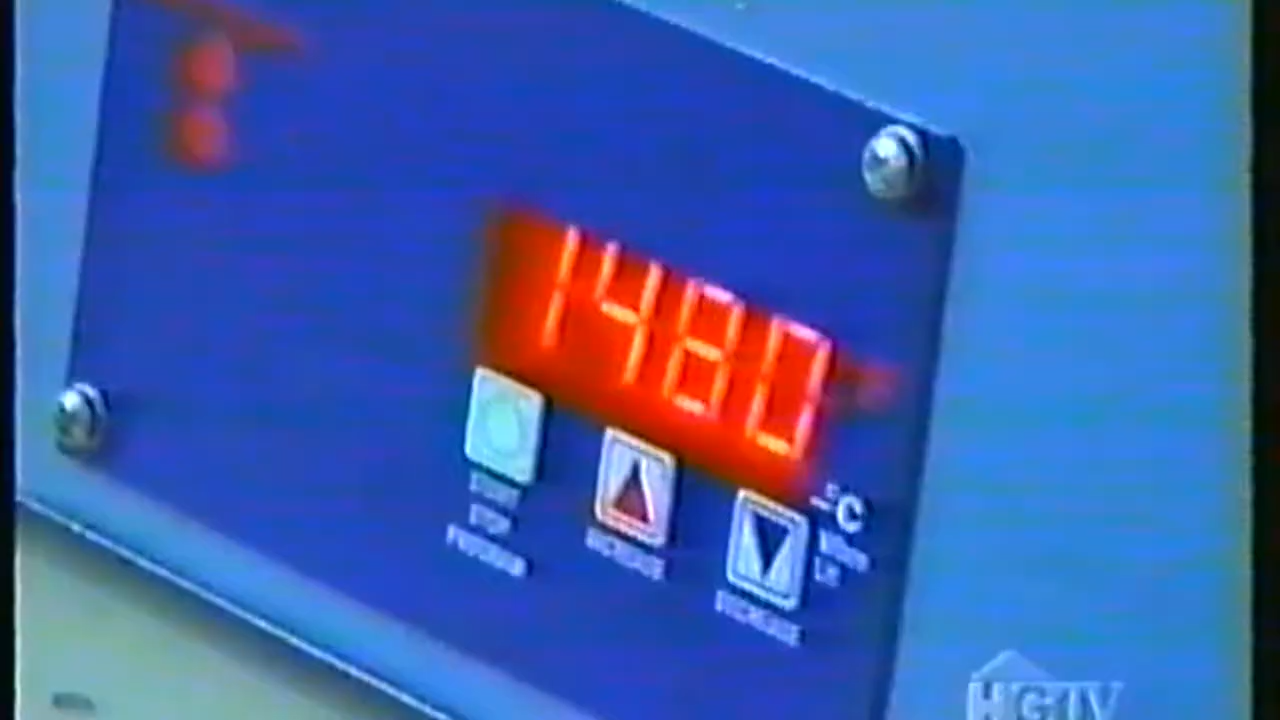 1480
°C
START
STOP
PROGRAM
INCREASE
DECREASE
HGTV